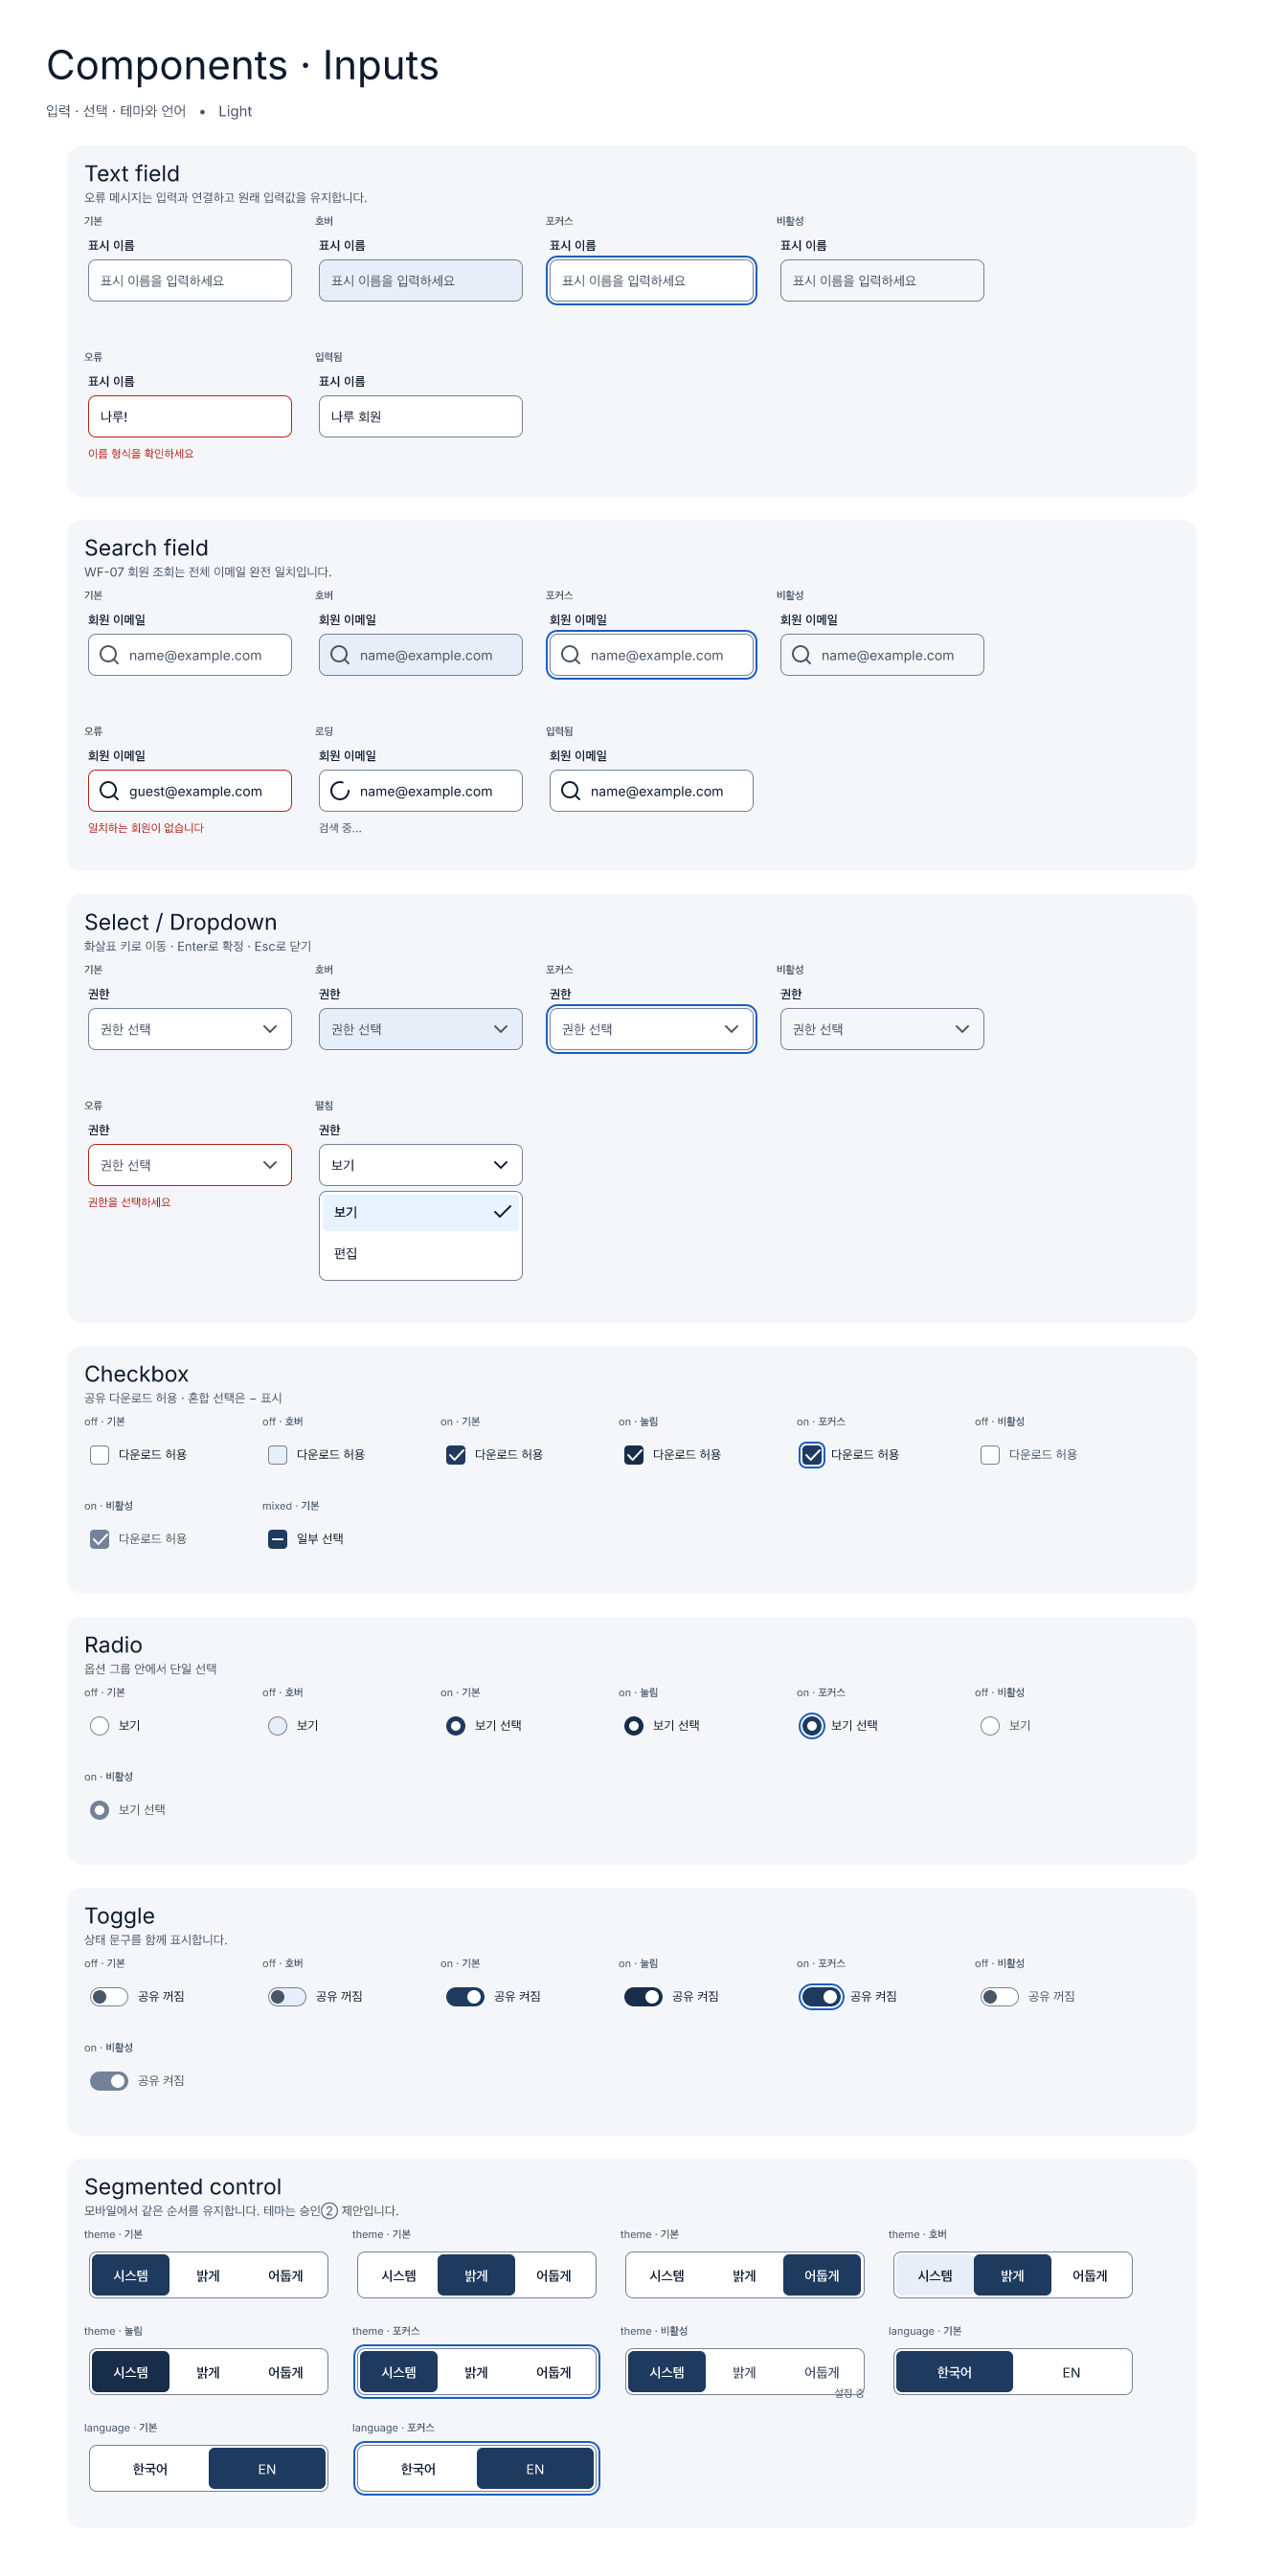 Components · Inputs
입력 · 선택 · 테마와 언어 • Light
Text field
오류 메시지는 입력과 연결하고 원래 입력값을 유지합니다.
기본 호버 포커스 비활성
표시 이름 표시 이름 표시 이름 표시 이름
표시 이름을 입력하세요 표시 이름을 입력하세요 표시 이름을 입력하세요 표시 이름을 입력하세요
오류 입력됨
표시 이름 표시 이름
나루! 나루 회원
이름 형식을 확인하세요
Search field
WF-07 회원 조회는 전체 이메일 완전 일치입니다.
기본 호버 포커스 비활성
회원 이메일 회원 이메일 회원 이메일 회원 이메일
name@example.com name@example.com name@example.com name@example.com
오류 로딩 입력됨
회원 이메일 회원 이메일 회원 이메일
guest@example.com name@example.com name@example.com
일치하는 회원이 없습니다 검색 중...
Select / Dropdown
화살표 키로 이동 · Enter로 확정 · Esc로 닫기
기본 호버 포커스 비활성
권한 권한 권한 권한
권한 선택 권한 선택 권한 선택 권한 선택
오류 펼침
권한 권한
권한 선택 보기
권한을 선택하세요 보기
편집
Checkbox
공유 다운로드 허용 · 혼합 선택은 − 표시
off · 기본 off · 호버 on · 기본 on · 눌림 on · 포커스 off · 비활성
다운로드 허용 다운로드 허용 다운로드 허용 다운로드 허용 다운로드 허용 다운로드 허용
on · 비활성 mixed · 기본
다운로드 허용 일부 선택
Radio
옵션 그룹 안에서 단일 선택
off · 기본 off · 호버 on · 기본 on · 눌림 on · 포커스 off · 비활성
보기 보기 보기 선택 보기 선택 보기 선택 보기
on · 비활성
보기 선택
Toggle
상태 문구를 함께 표시합니다.
off · 기본 off · 호버 on · 기본 on · 눌림 on · 포커스 off · 비활성
공유 꺼짐 공유 꺼짐 공유 켜짐 공유 켜짐 공유 켜짐 공유 꺼짐
on · 비활성
공유 켜짐
Segmented control
모바일에서 같은 순서를 유지합니다. 테마는 승인② 제안입니다.
theme · 기본 theme · 기본 theme · 기본 theme · 호버
시스템 밝게 어둡게 시스템 밝게 어둡게 시스템 밝게 어둡게 시스템 밝게 어둡게
theme · 눌림 theme · 포커스 theme · 비활성 language · 기본
시스템 밝게 어둡게 시스템 밝게 어둡게 시스템 밝게 어둡게 한국어 EN
설정 중
language · 기본 language · 포커스
한국어 EN 한국어 EN